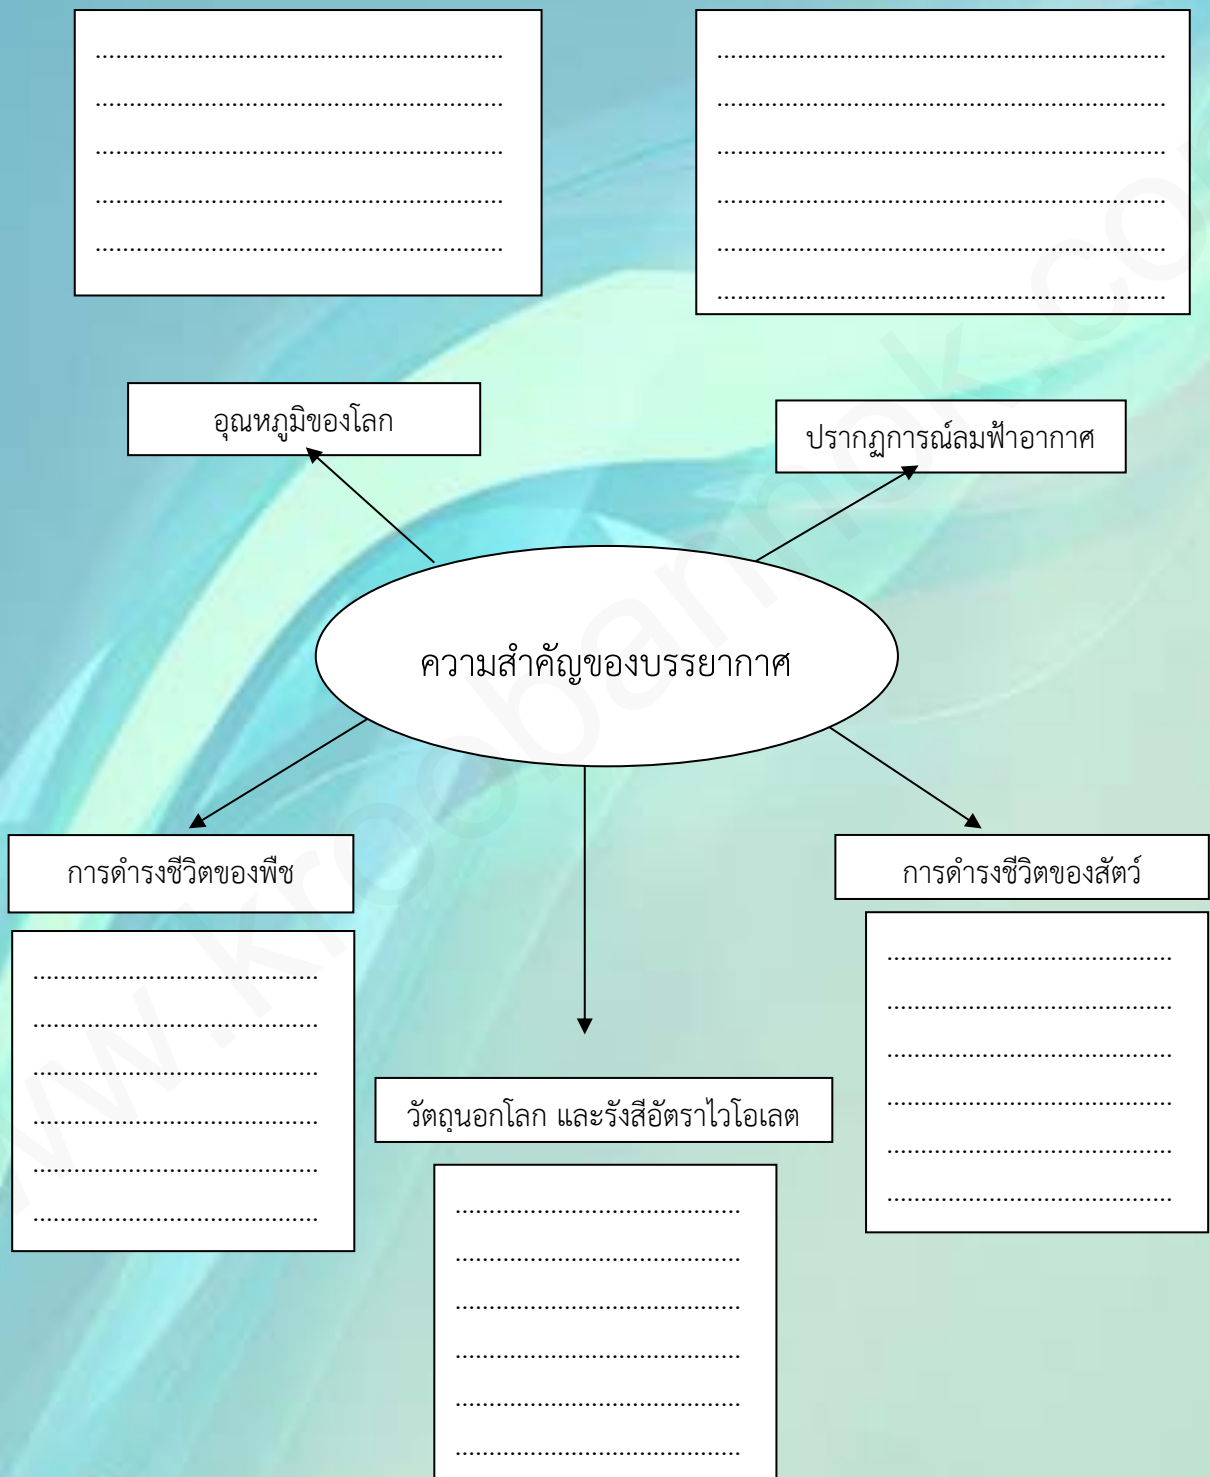 อุณหภูมิของโลก
ปรากฏการณ์ลมฟ้าอากาศ
ความสำคัญของบรรยากาศ
การดำรงชีวิตของพืช
การดำรงชีวิตของสัตว์
วัตถุนอกโลก และรังสีอัตราไวโอเลต
www.kroobannok.com